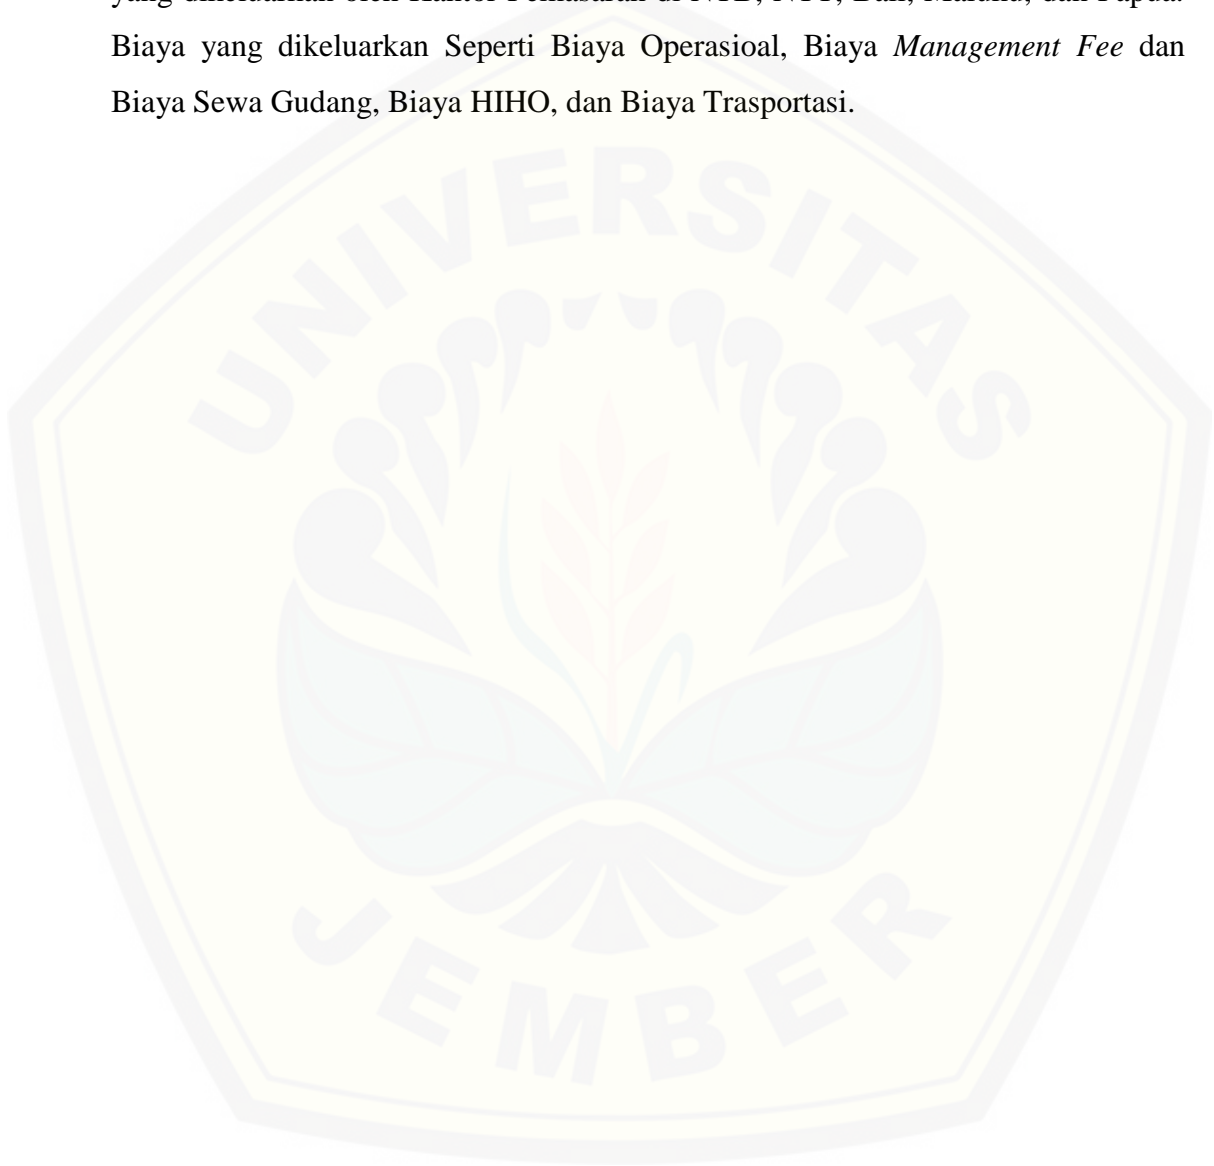 yang dikeluarkan oleh Kantor Pemasaran di NTB, NTT, Bali, Maluku, dan Papua.
Biaya yang dikeluarkan Seperti Biaya Operasioal, Biaya Management Fee dan
Biaya Sewa Gudang, Biaya HIHO, dan Biaya Trasportasi.
UNIVERSITAS
JEMBER